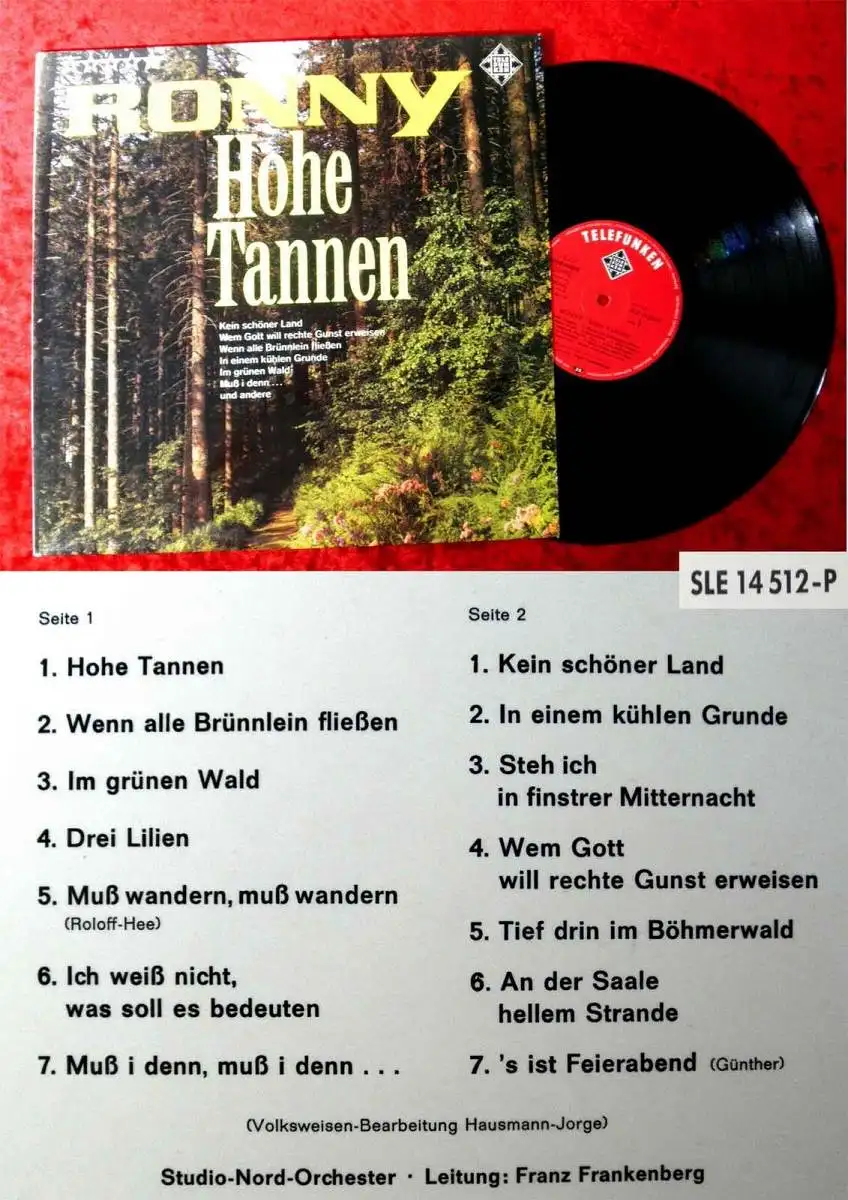 RONNY
Hohe
Tannen
Kein schöner Land
Wem Gott will rechte Gunst erweisen
Wenn alle Brünnlein fließen
In einem kühlen Grunde
Im grünen Wald
Muß i denn ...
und andere
TELE
FUN
KEN
TELEFUNKEN
SLE 14 512-P
Seite 1
1. Hohe Tannen
2. Wenn alle Brünnlein fließen
3. Im grünen Wald
4. Drei Lilien
5. Muß wandern, muß wandern
(Roloff-Hee)
6. Ich weiß nicht,
was soll es bedeuten
7. Muß i denn, muß i denn . . .
Seite 2
1. Kein schöner Land
2. In einem kühlen Grunde
3. Steh ich
in finstrer Mitternacht
4. Wem Gott
will rechte Gunst erweisen
5. Tief drin im Böhmerwald
6. An der Saale
hellem Strande
7. 's ist Feierabend (Günther)
(Volksweisen-Bearbeitung Hausmann-Jorge)
Studio-Nord-Orchester · Leitung: Franz Frankenberg